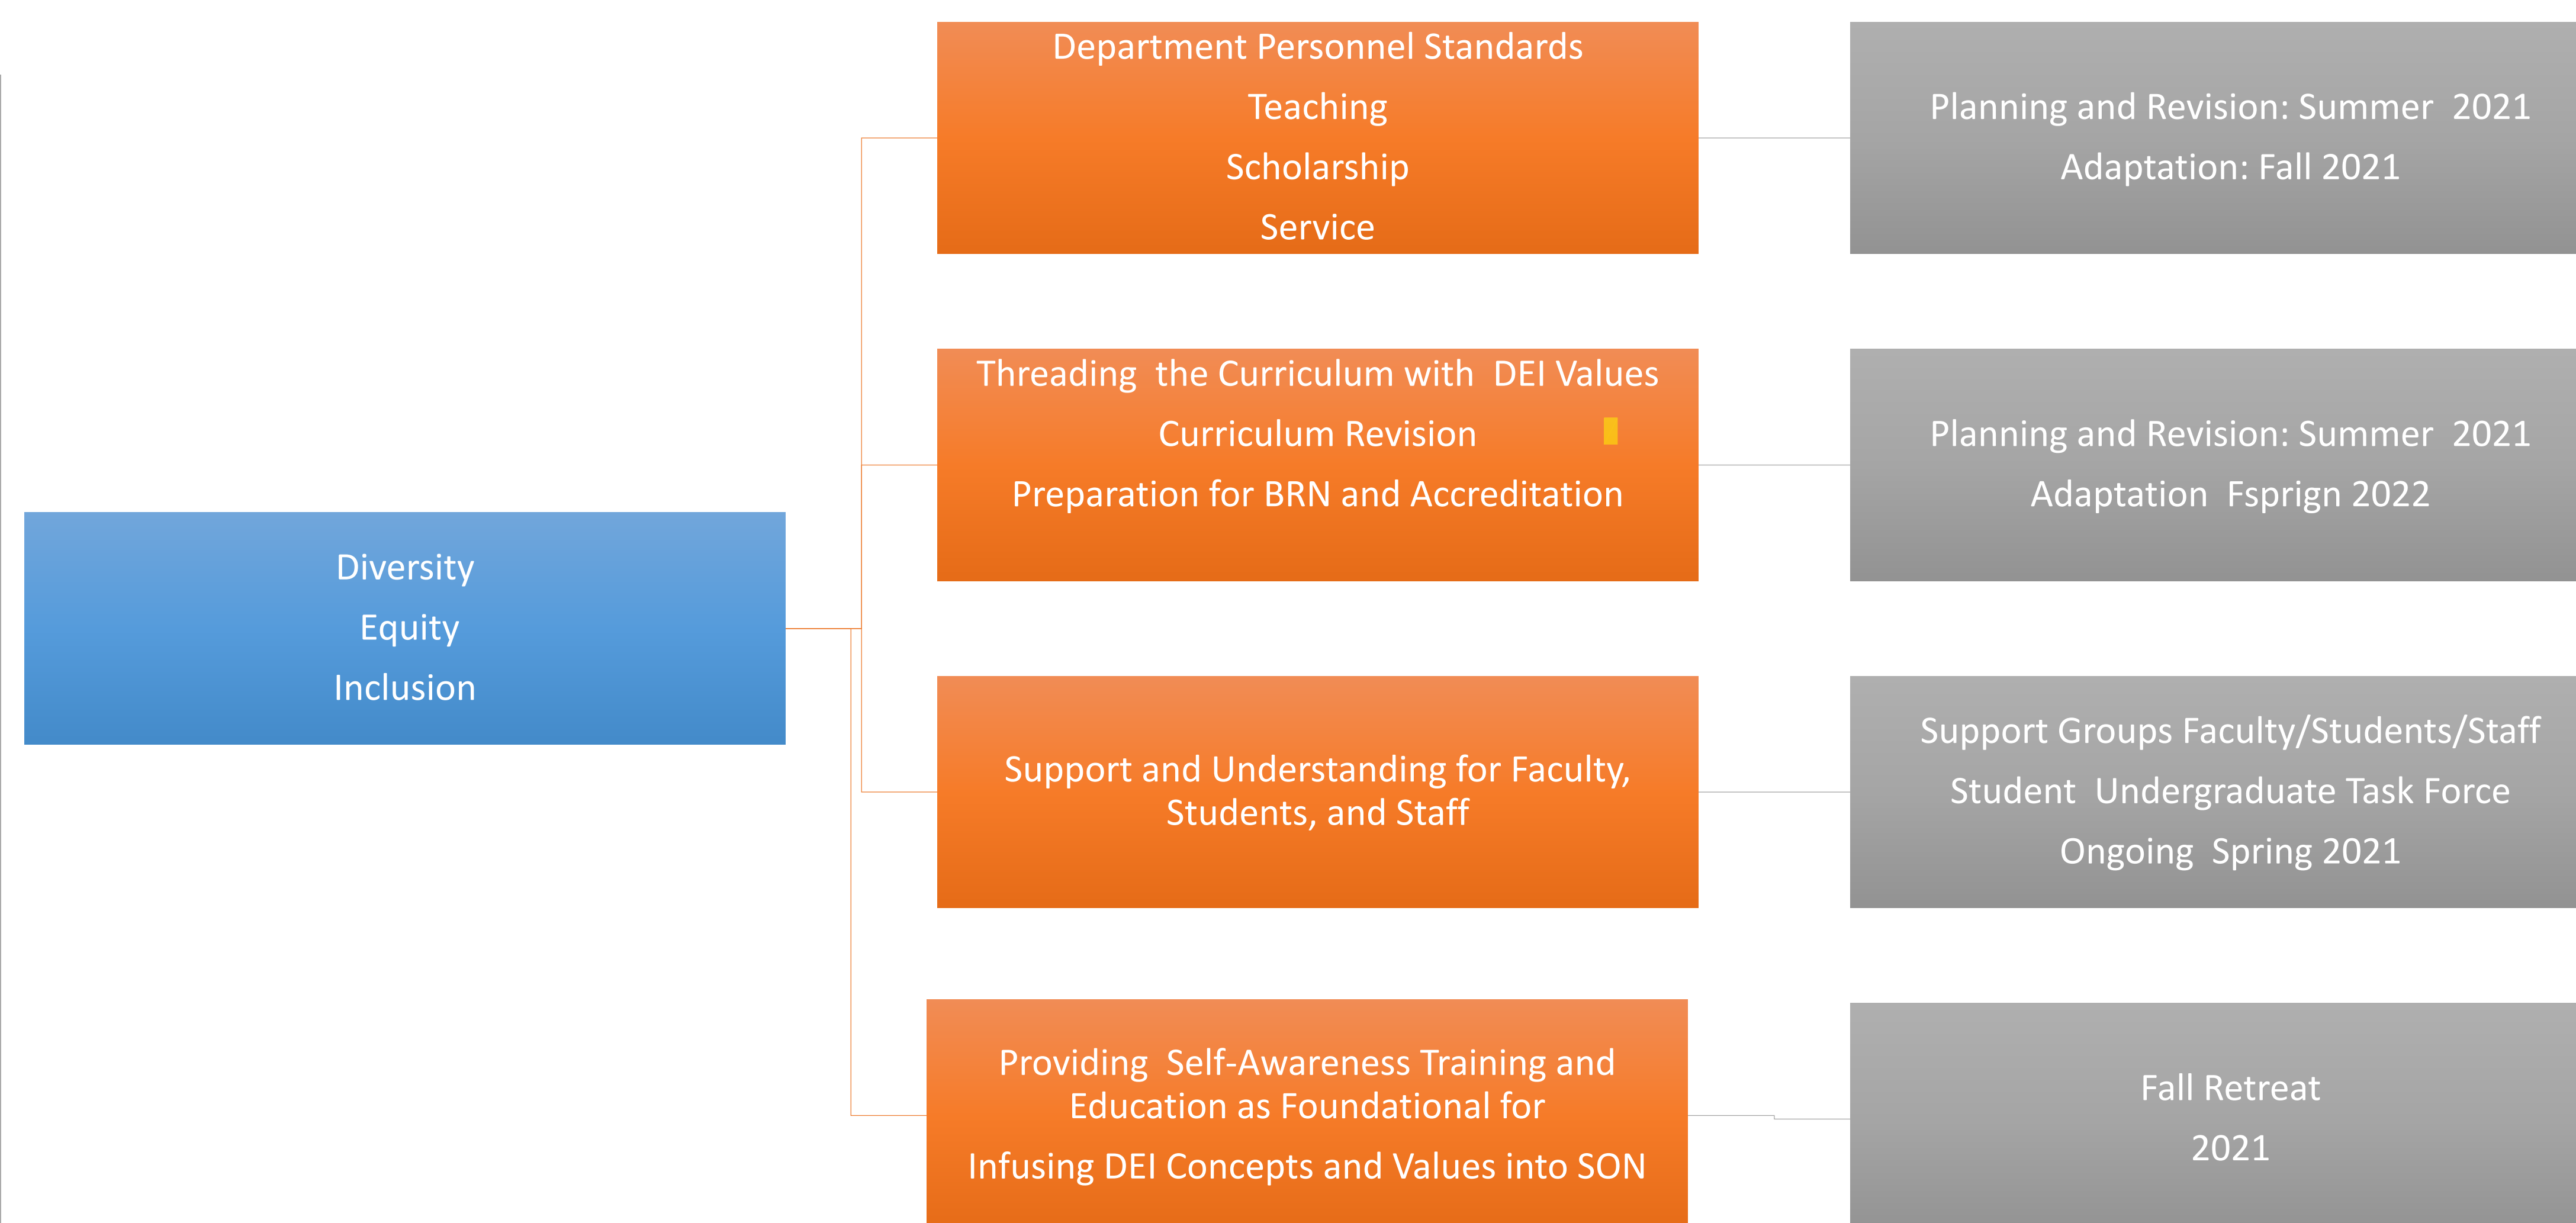 Department Personnel Standards
Teaching
Scholarship
Service
Planning and Revision: Summer  2021
Adaptation: Fall 2021
Threading  the Curriculum with  DEI Values
Curriculum Revision
Preparation for BRN and Accreditation
Planning and Revision: Summer  2021
Adaptation  Fsprign 2022
Diversity
Equity
Inclusion
Support and Understanding for Faculty,
Students, and Staff
Support Groups Faculty/Students/Staff
Student  Undergraduate Task Force
Ongoing  Spring 2021
Providing  Self-Awareness Training and
Education as Foundational for
Infusing DEI Concepts and Values into SON
Fall Retreat
2021